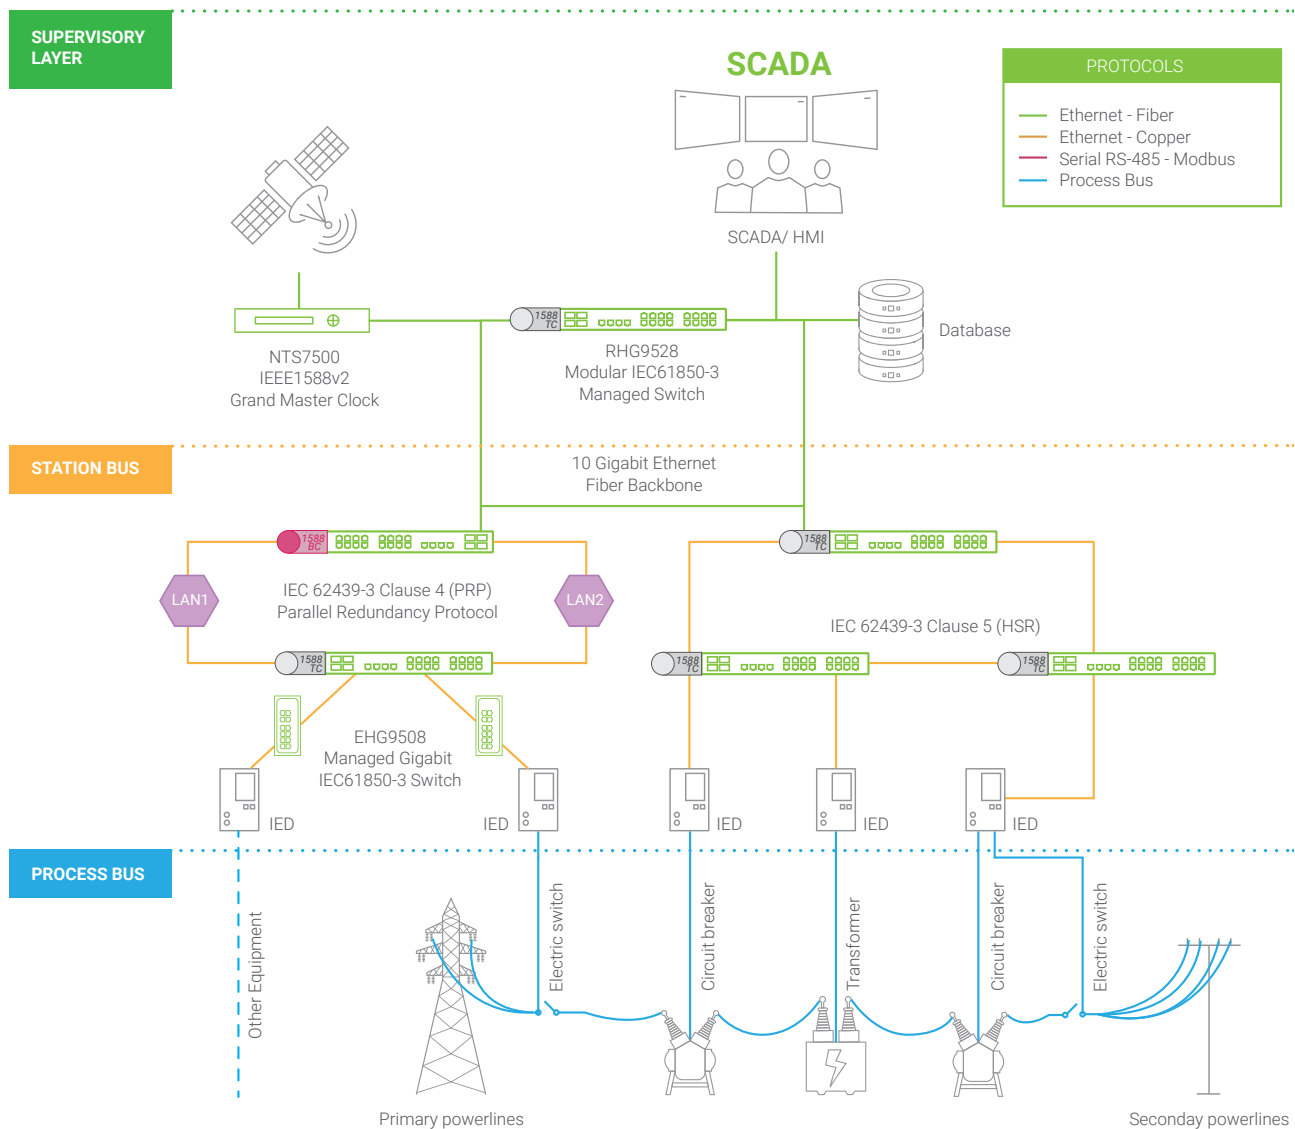 SUPERVISORY
LAYER
SCADA
PROTOCOLS
Ethernet - Fiber
Ethernet - Copper
Serial RS-485 - Modbus
Process Bus
SCADA/ HMI
1588
TC
NTS7500
IEEE1588v2
Grand Master Clock
RHG9528
Modular IEC61850-3
Managed Switch
Database
STATION BUS
10 Gigabit Ethernet
Fiber Backbone
1588
BC
1588
TC
LAN1
IEC 62439-3 Clause 4 (PRP)
Parallel Redundancy Protocol
LAN2
IEC 62439-3 Clause 5 (HSR)
1588
TC
1588
TC
1588
TC
EHG9508
Managed Gigabit
IEC61850-3 Switch
IED
IED
IED
IED
IED
PROCESS BUS
Other Equipment
Electric switch
Circuit breaker
Transformer
Circuit breaker
Electric switch
Primary powerlines
Seconday powerlines